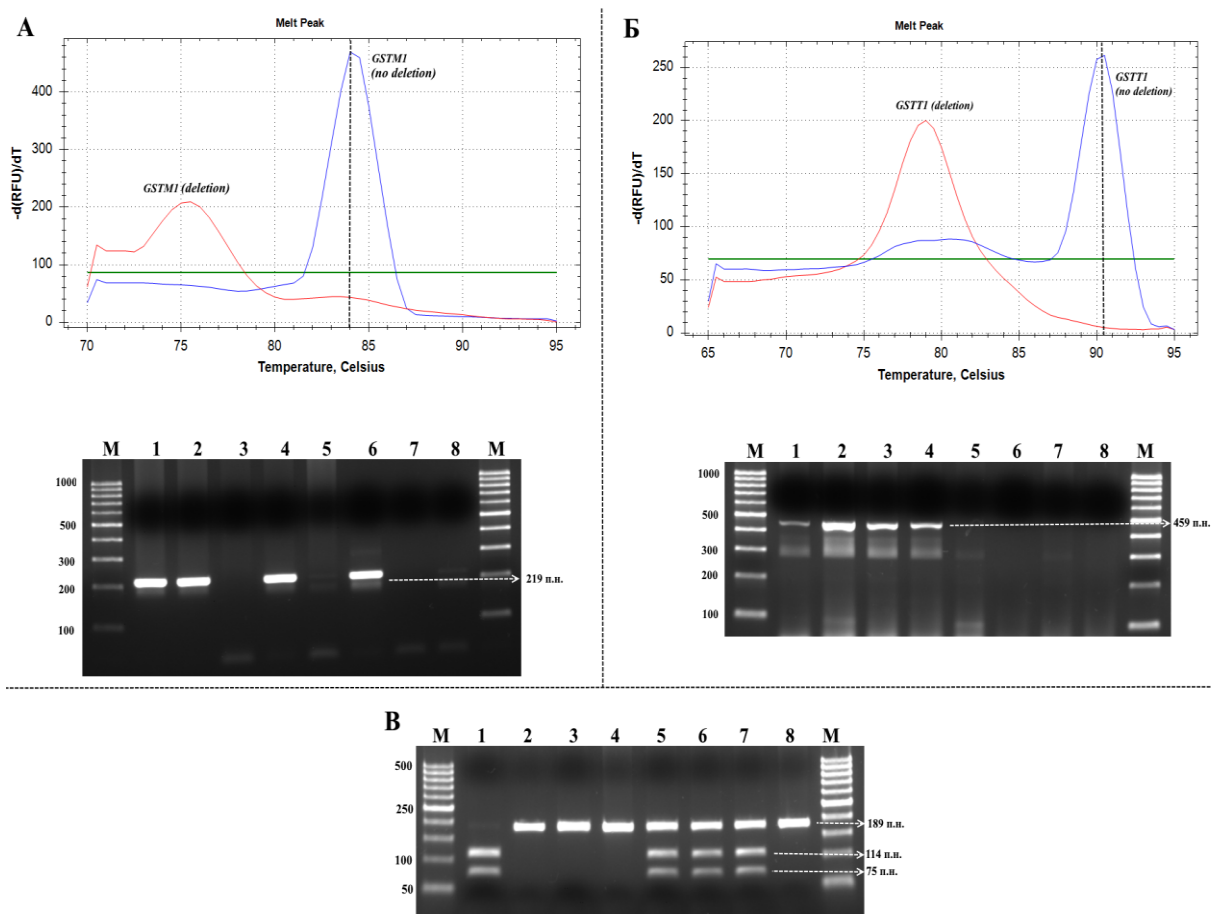 А
Melt Peak
-d(RFU)/dT
400
300
200
100
0
GSTM1
(no deletion)
GSTM1 (deletion)
70
75
80
85
90
95
Temperature, Celsius
M 1 2 3 4 5 6 7 8 M
1000
500
300
200
100
219 п.н.
Б
Melt Peak
-d(RFU)/dT
250
200
150
100
50
0
GSTT1 (deletion)
GSTT1
(no deletion)
65
70
75
80
85
90
95
Temperature, Celsius
M 1 2 3 4 5 6 7 8 M
1000
500
300
200
100
459 п.н.
В
M 1 2 3 4 5 6 7 8 M
500
250
100
50
189 п.н.
114 п.н.
75 п.н.